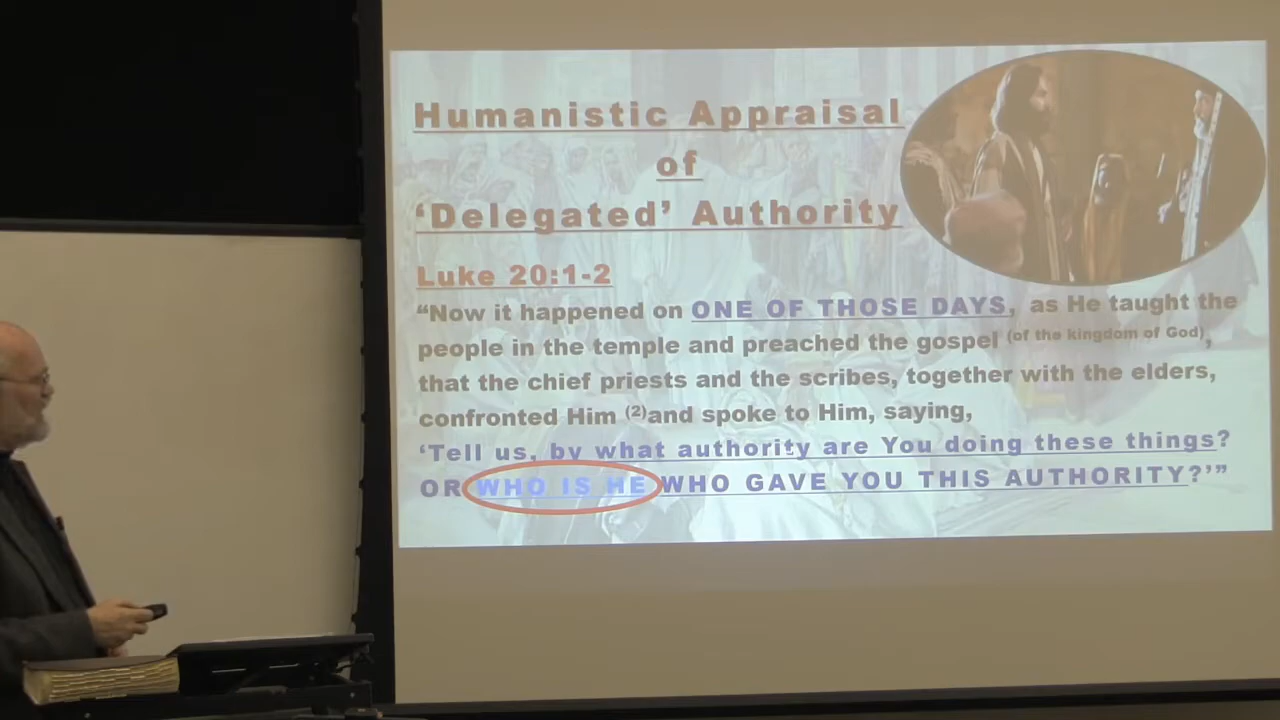 Humanistic Appraisal
of
‘Delegated’ Authority
Luke 20:1-2
“Now it happened on ONE OF THOSE DAYS, as He taught the
people in the temple and preached the gospel (of the kingdom of God),
that the chief priests and the scribes, together with the elders,
confronted Him (2)and spoke to Him, saying,
‘Tell us, by what authority are You doing these things?
OR WHO IS HE WHO GAVE YOU THIS AUTHORITY?’”